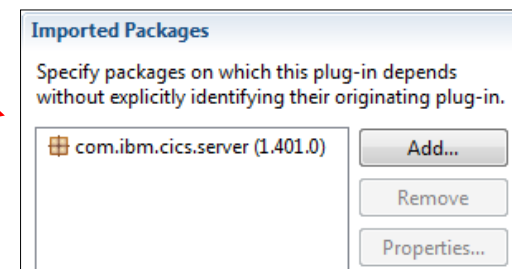 Imported Packages
Specify packages on which this plug-in depends
without explicitly identifying their originating plug-in.
com.ibm.cics.server (1.401.0)
Add...
Remove
Properties...